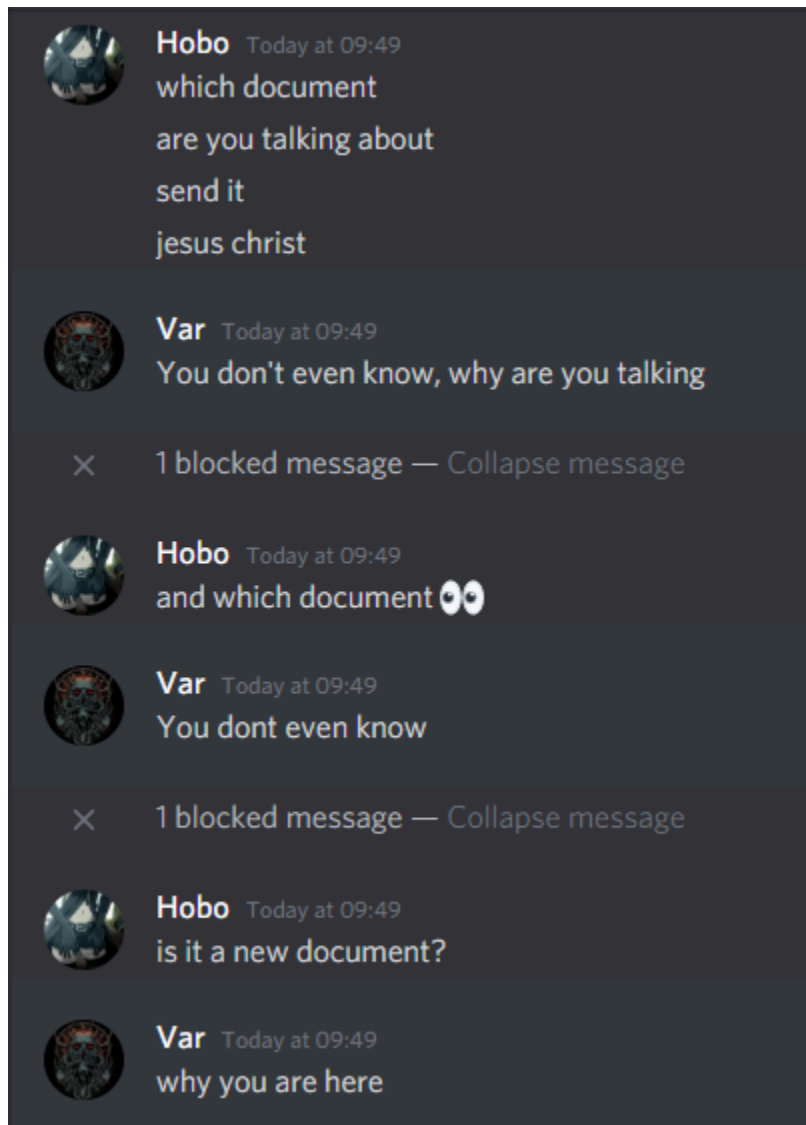 Hobo Today at 09:49
which document
are you talking about
send it
jesus christ
Var Today at 09:49
You don't even know, why are you talking
1 blocked message — Collapse message
Hobo Today at 09:49
and which document 👀
Var Today at 09:49
You dont even know
1 blocked message — Collapse message
Hobo Today at 09:49
is it a new document?
Var Today at 09:49
why you are here